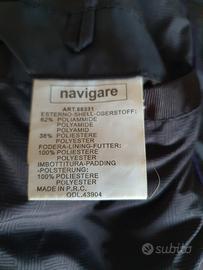 navigare
ART.68331
ESTERNO-SHELL-OBERSTOFF:
62% POLIAMMIDE
POLYAMIDE
POLYAMID
38% POLIESTERE
POLYESTER
FODERA-LINING-FUTTER:
100% POLIESTERE
POLYESTER
IMBOTTITURA-PADDING
-POLSTERUNG:
100% POLIESTERE
POLYESTER
MADE IN P.R.C.
ODL.43904
subito